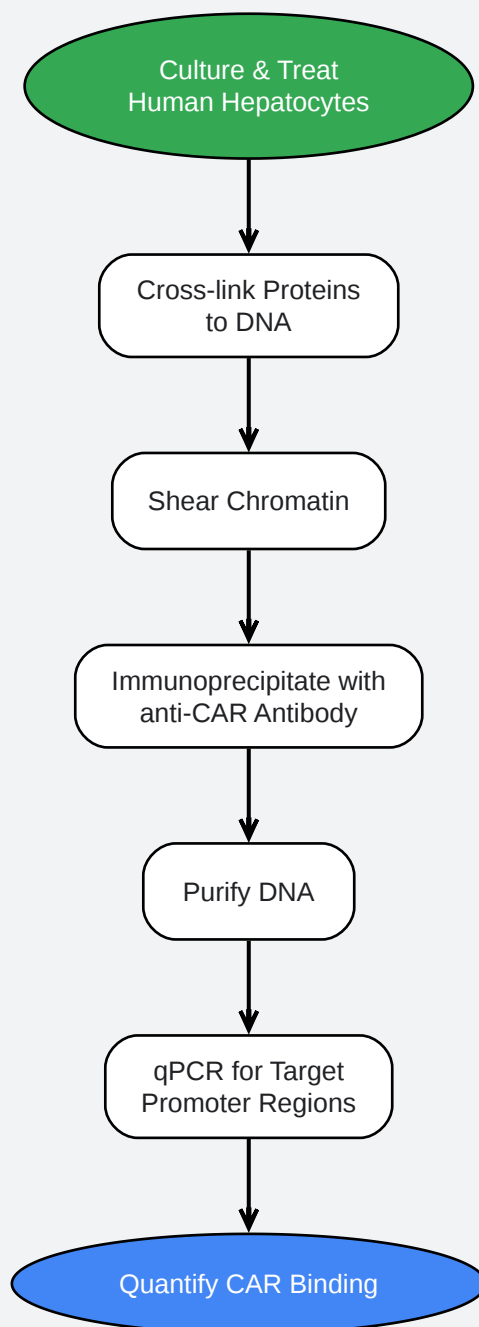 Culture & Treat
Human Hepatocytes
Cross-link Proteins
to DNA
Shear Chromatin
Immunoprecipitate with
anti-CAR Antibody
Purify DNA
qPCR for Target
Promoter Regions
Quantify CAR Binding